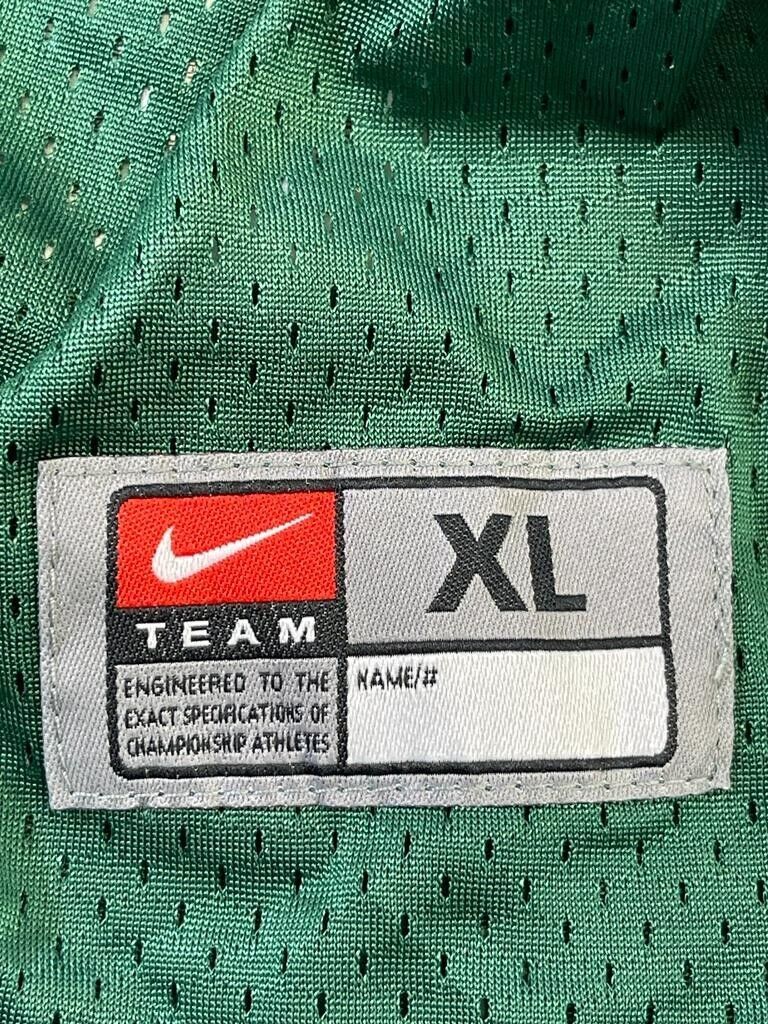 XL
TEAM
ENGINEERED TO THE
EXACT SPECIFICATIONS OF
CHAMPIONSHIP ATHLETES
NAME/#